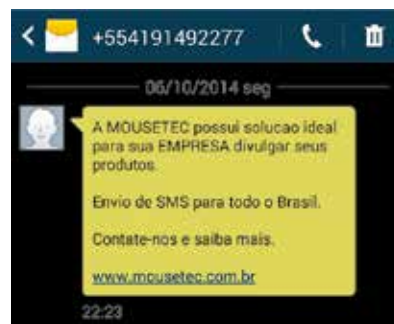 +554191492277
06/10/2014 seg
A MOUSETEC possui solucao ideal
para sua EMPRESA divulgar seus
produtos.
Envio de SMS para todo o Brasil.
Contate-nos e saiba mais.
www.mousetec.com.br
22:23